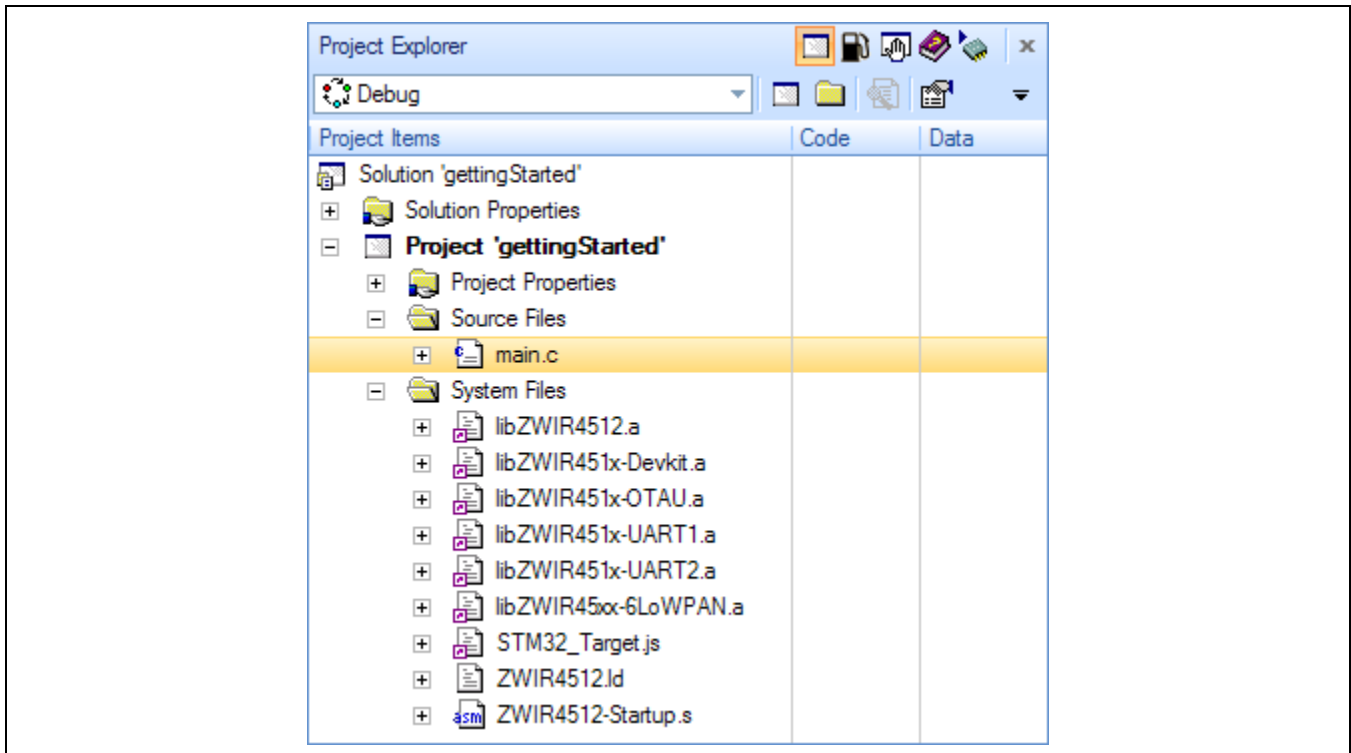 Project Explorer
Debug
Project Items Code Data
Solution 'gettingStarted'
Solution Properties
Project 'gettingStarted'
Project Properties
Source Files
c main.c
System Files
libZWIR4512.a
libZWIR451x-Devkit.a
libZWIR451x-OTAU.a
libZWIR451x-UART1.a
libZWIR451x-UART2.a
libZWIR45xx-6LoWPAN.a
STM32_Target.js
ZWIR4512.ld
asm ZWIR4512-Startup.s